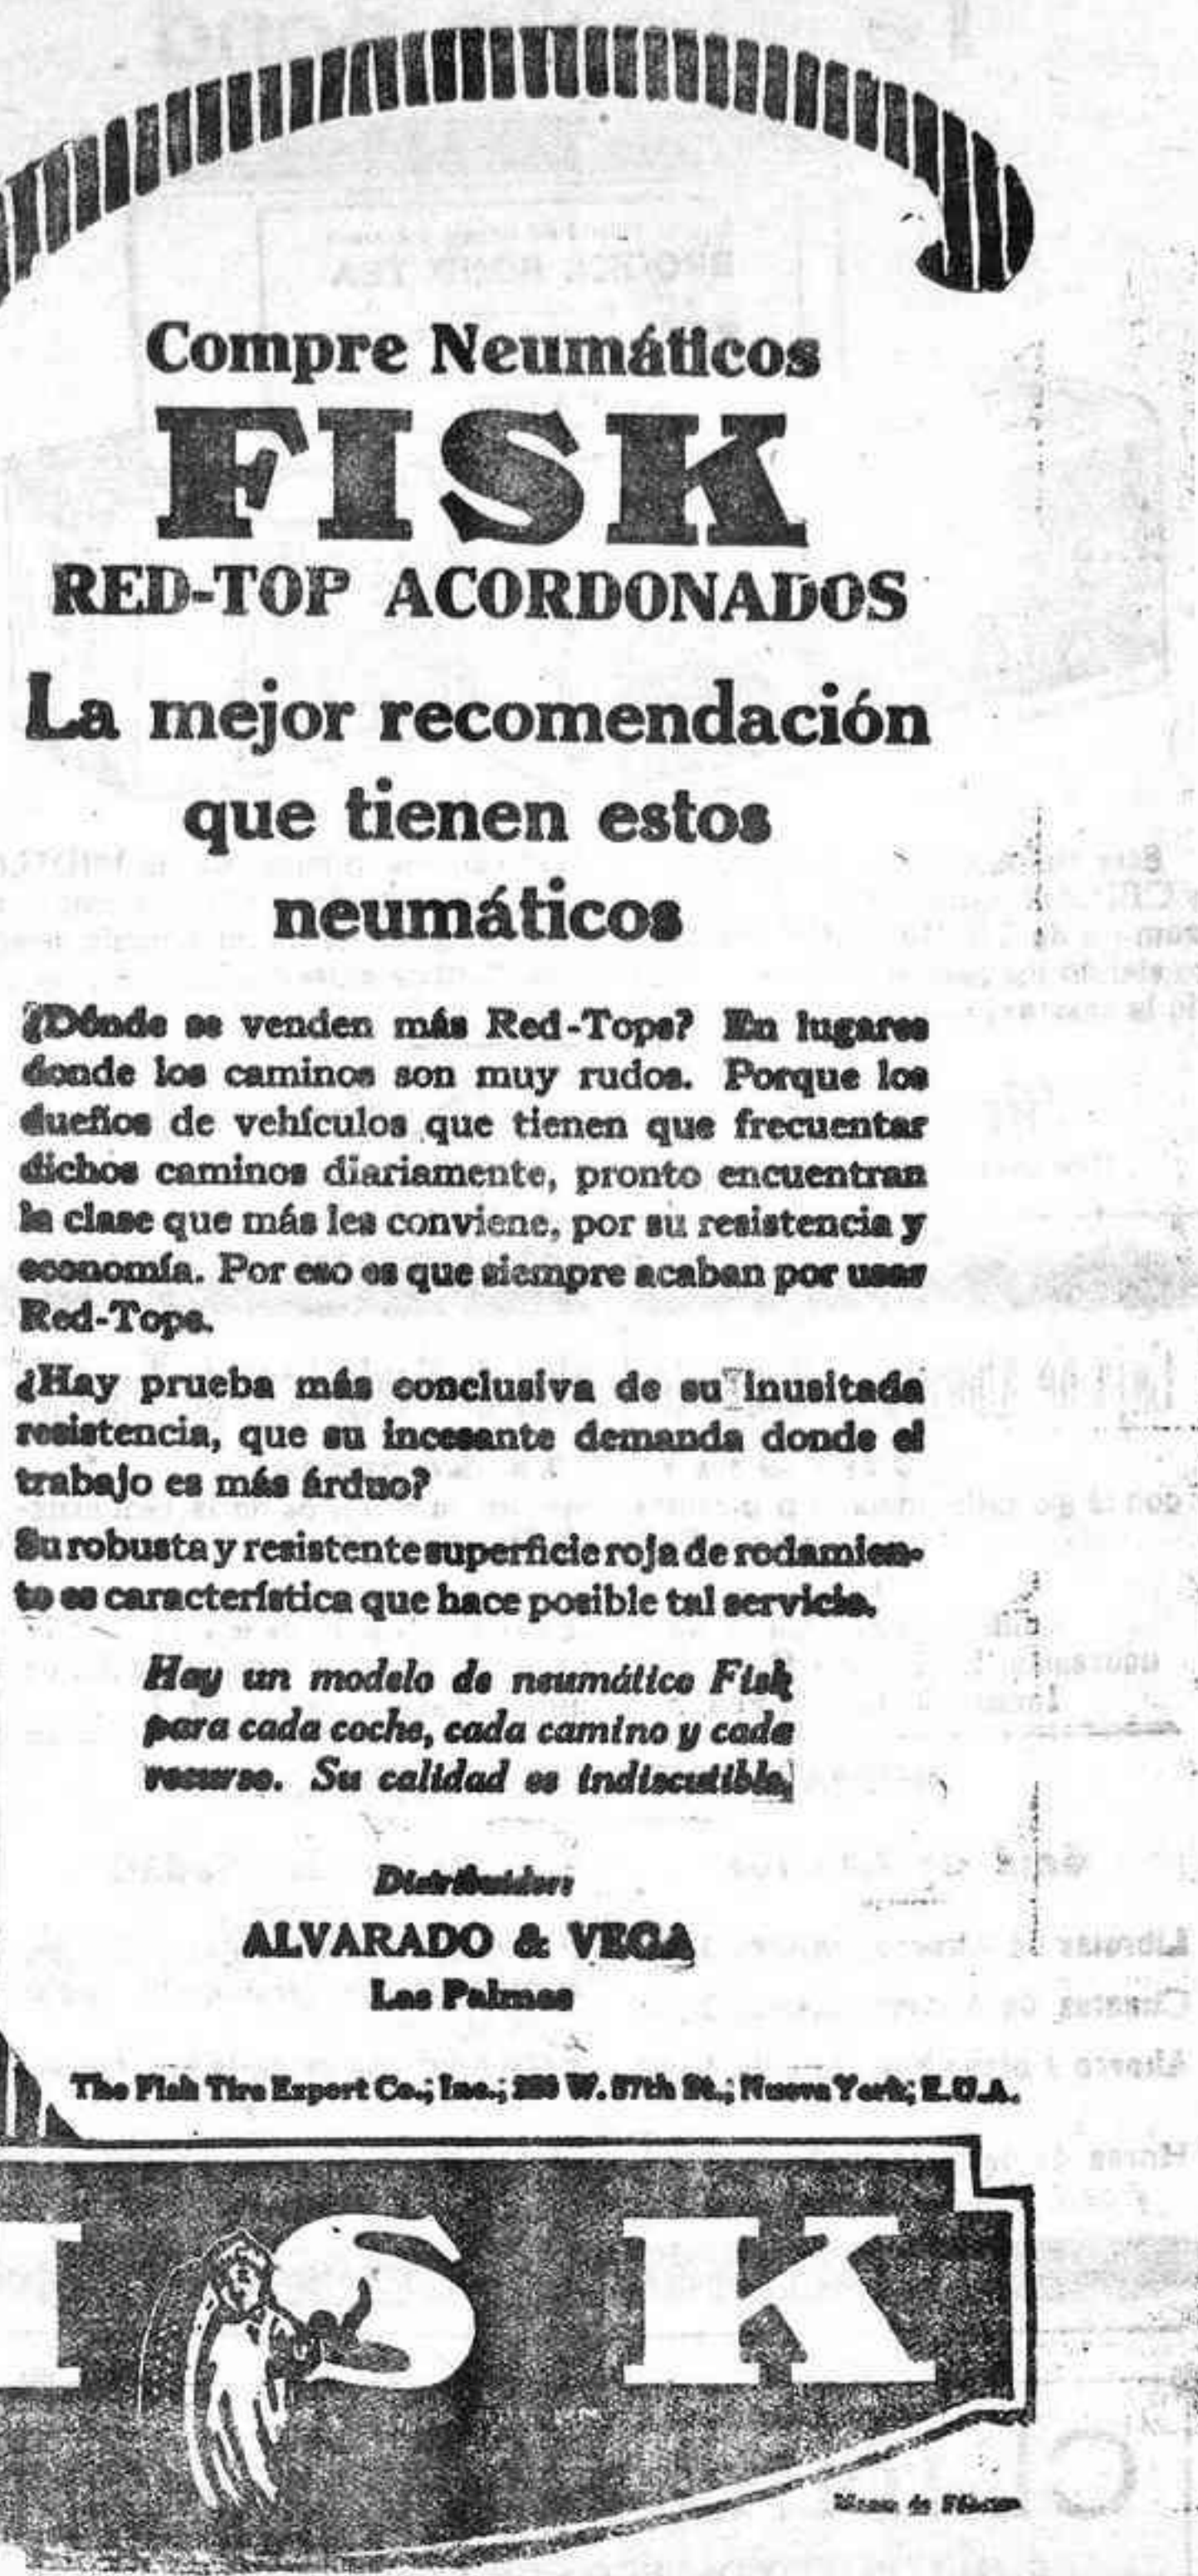 Compre Neumáticos
FISK
RED-TOP ACORDONADOS
La mejor recomendación
que tienen estos
neumáticos
¿Dónde se venden más Red-Tops? En lugares
donde los caminos son muy rudos. Porque los
dueños de vehículos que tienen que frecuentar
dichos caminos diariamente, pronto encuentran
la clase que más les conviene, por su resistencia y
economía. Por eso es que siempre acaban por usar
Red-Tops.
¿Hay prueba más conclusiva de su inusitada
resistencia, que su incesante demanda donde el
trabajo es más árduo?
Su robusta y resistente superficie roja de rodamien-
to es característica que hace posible tal servicio.
Hay un modelo de neumático Fisk
para cada coche, cada camino y cada
recurso. Su calidad es indiscutible.
Distribuidor:
ALVARADO & VEGA
Las Palmas
The Fisk Tire Export Co.; Inc.; W. 57th St.; Nueva York; E.U.A.
ISK
Marca de Fábrica